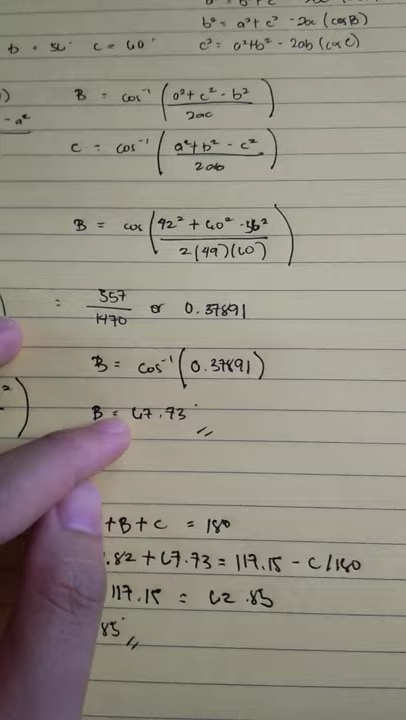 b² = a² + c² - 2ac (cos B)
b = 56° c = 60° c² = a² + b² - 2ab (cos C)
B = cos⁻¹ (a² + c² - b² / 2ac)
- a²
C = cos⁻¹ (a² + b² - c² / 2ab)
B = cos (42² + 60² - 56² / 2(49)(60))
= 557 / 1470 or 0.37891
B = cos⁻¹ (0.37891)
B = 67.73°
+ B + C = 180
.82 + 67.73 = 117.15 - C/180
117.15 = 62.85
85°